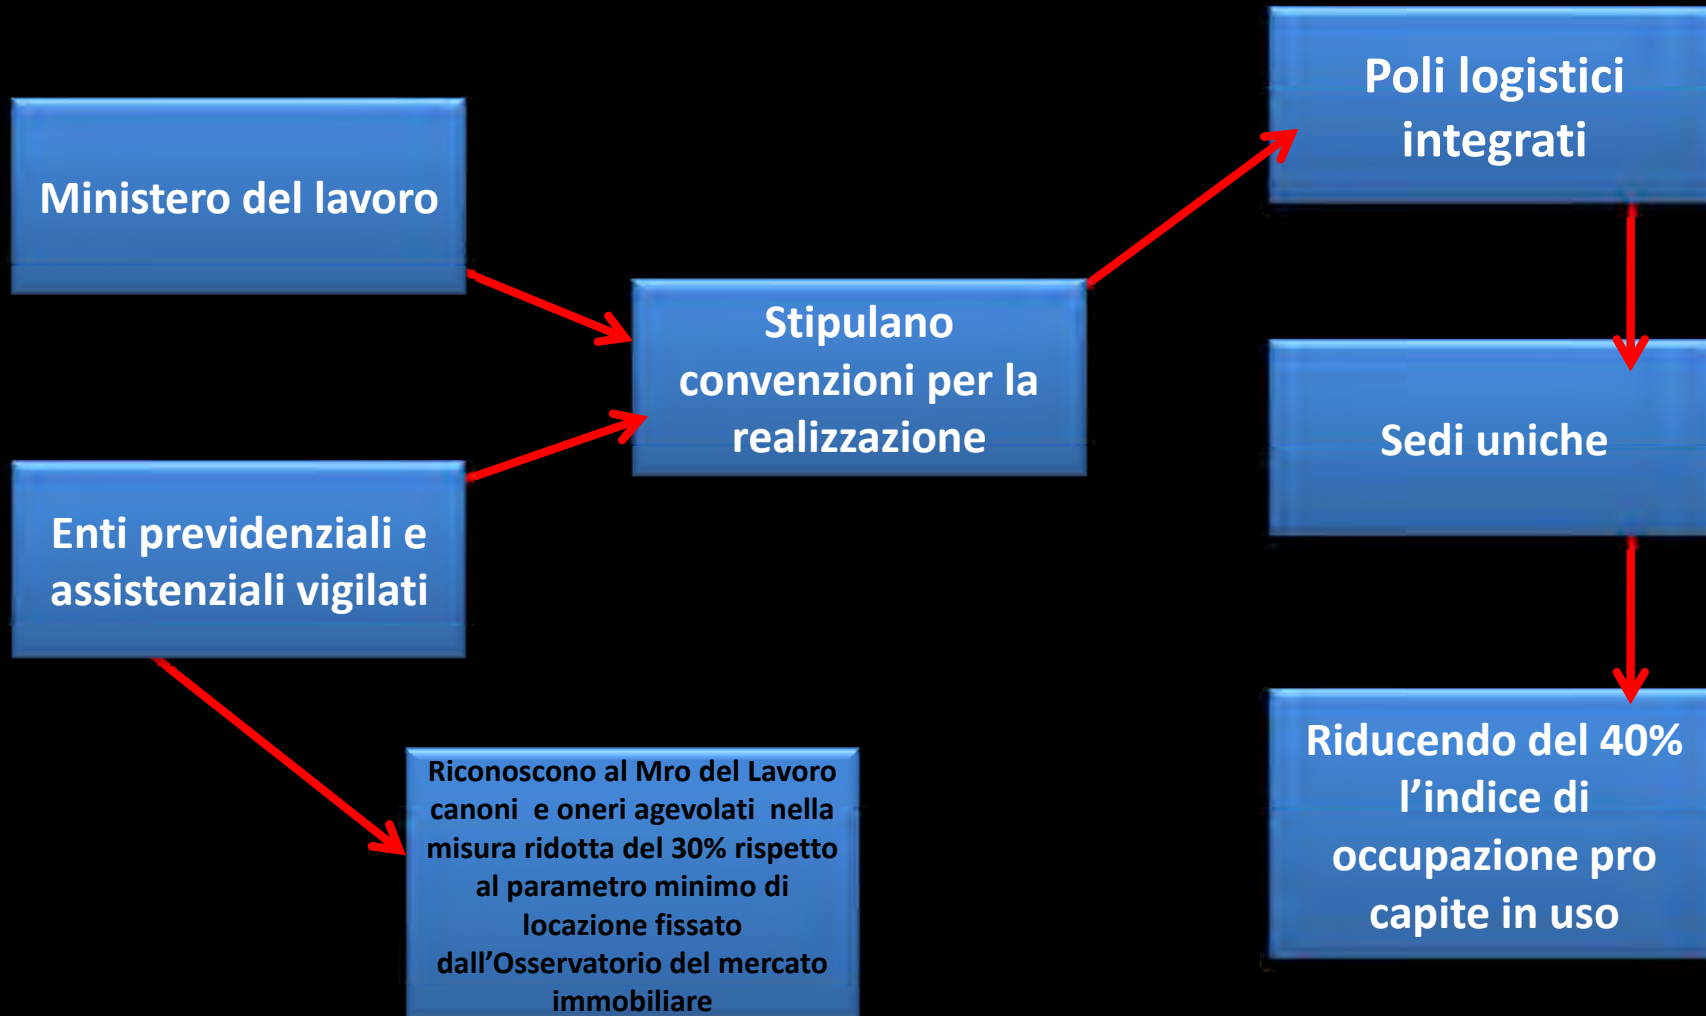 Ministero del lavoro
Enti previdenziali e
assistenziali vigilati
Stipulano
convenzioni per la
realizzazione
Riconoscono al Mro del Lavoro
canoni e oneri agevolati nella
misura ridotta del 30% rispetto
al parametro minimo di
locazione fissato
dall’Osservatorio del mercato
immobiliare
Poli logistici
integrati
Sedi uniche
Riducendo del 40%
l’indice di
occupazione pro
capite in uso